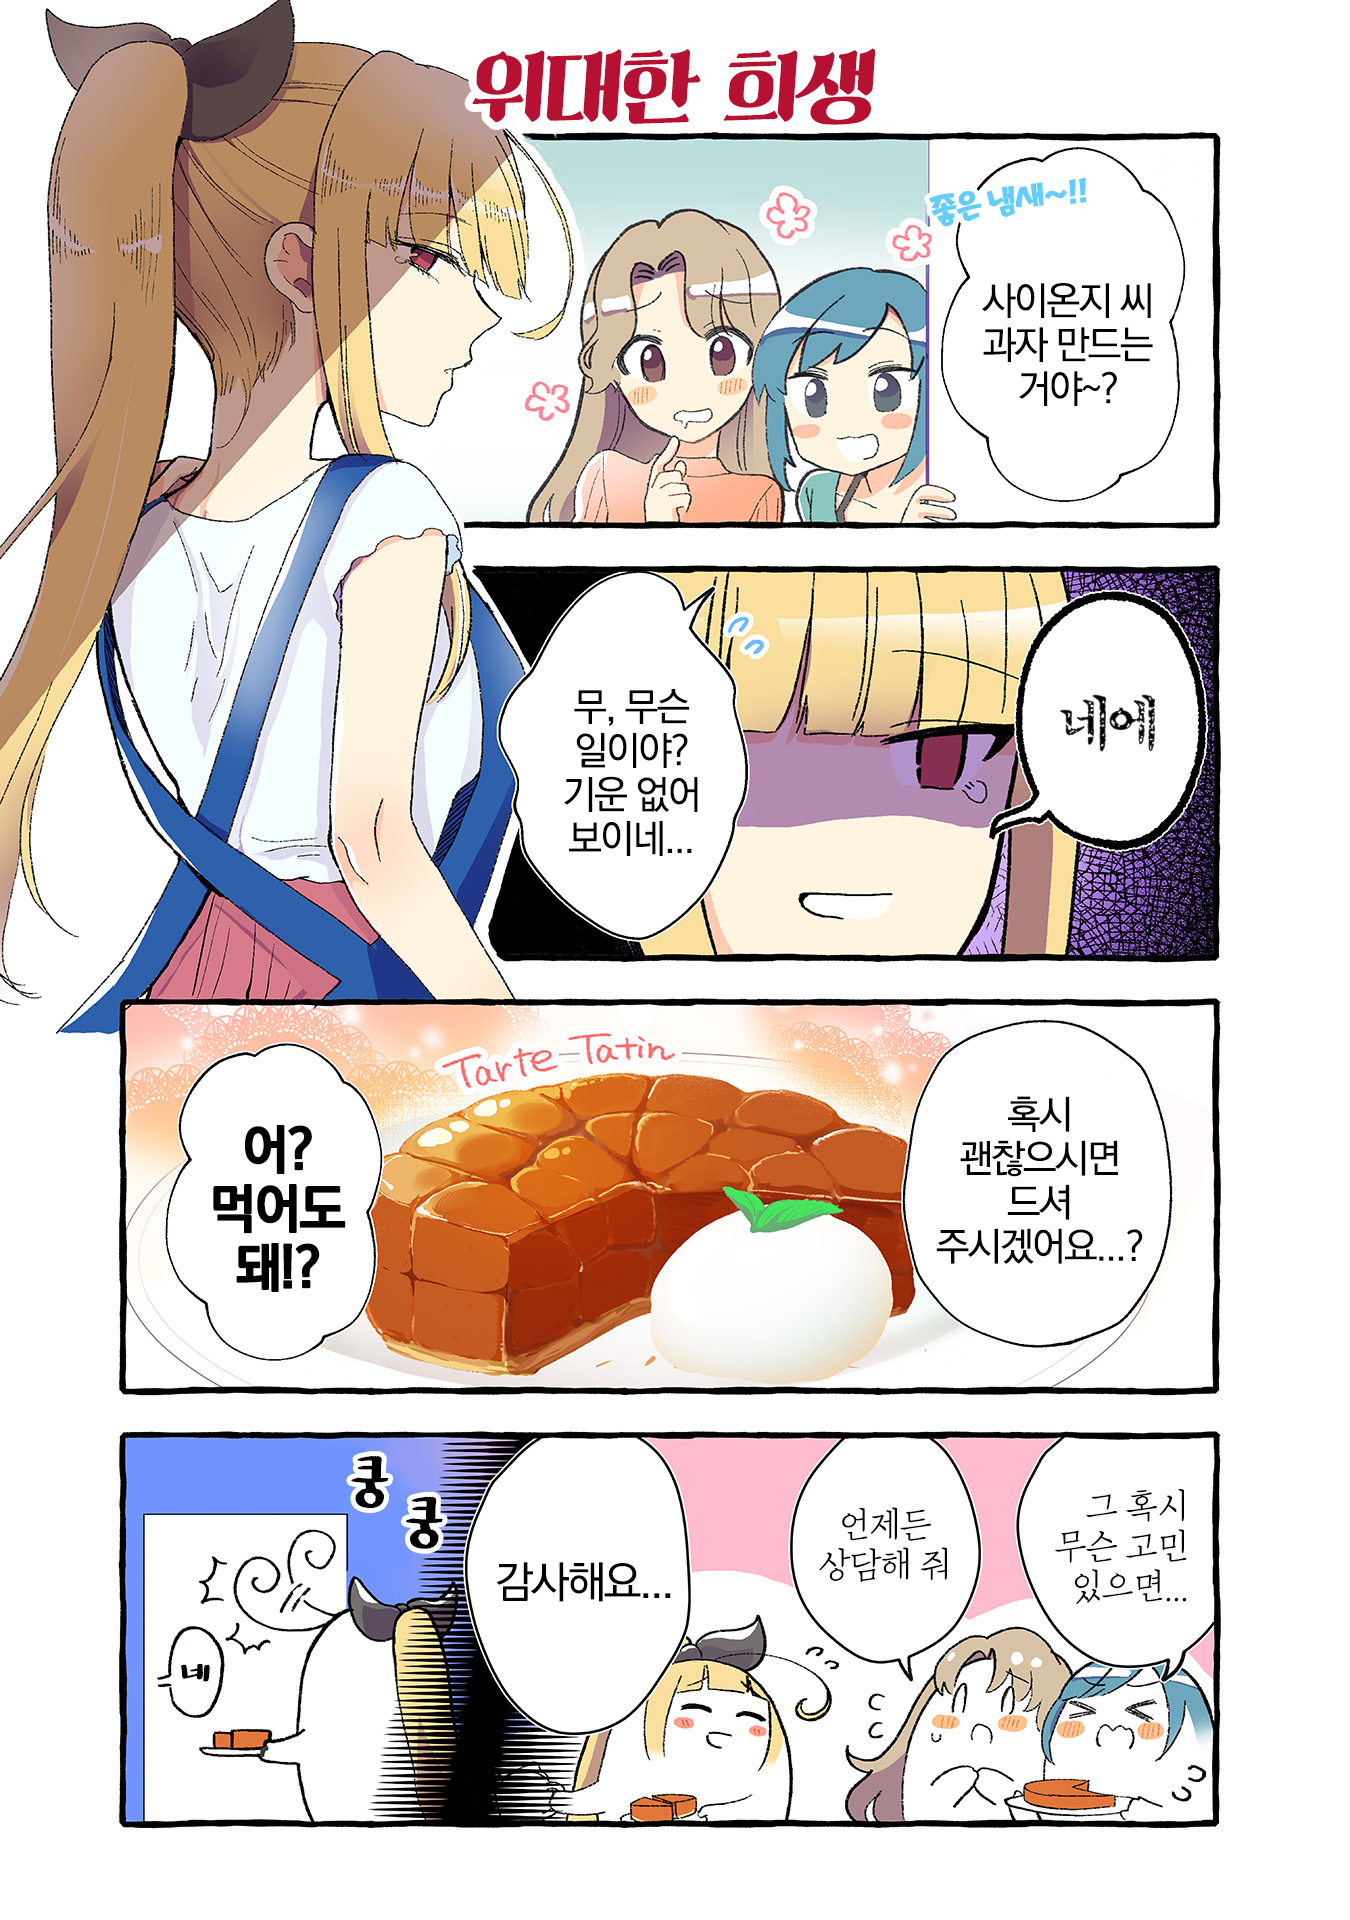 위대한 희생
좋은 냄새~!!
사이온지 씨
과자 만드는
거야~?
무, 무슨
일이야?
기운 없어
보이네...
네에
혹시
괜찮으시면
드셔
주시겠어요...?
Tarte Tatin
어?
먹어도
돼!?
그 혹시
무슨 고민
있으면...
언제든
상담해 줘
감사해요...
쿵
쿵
네